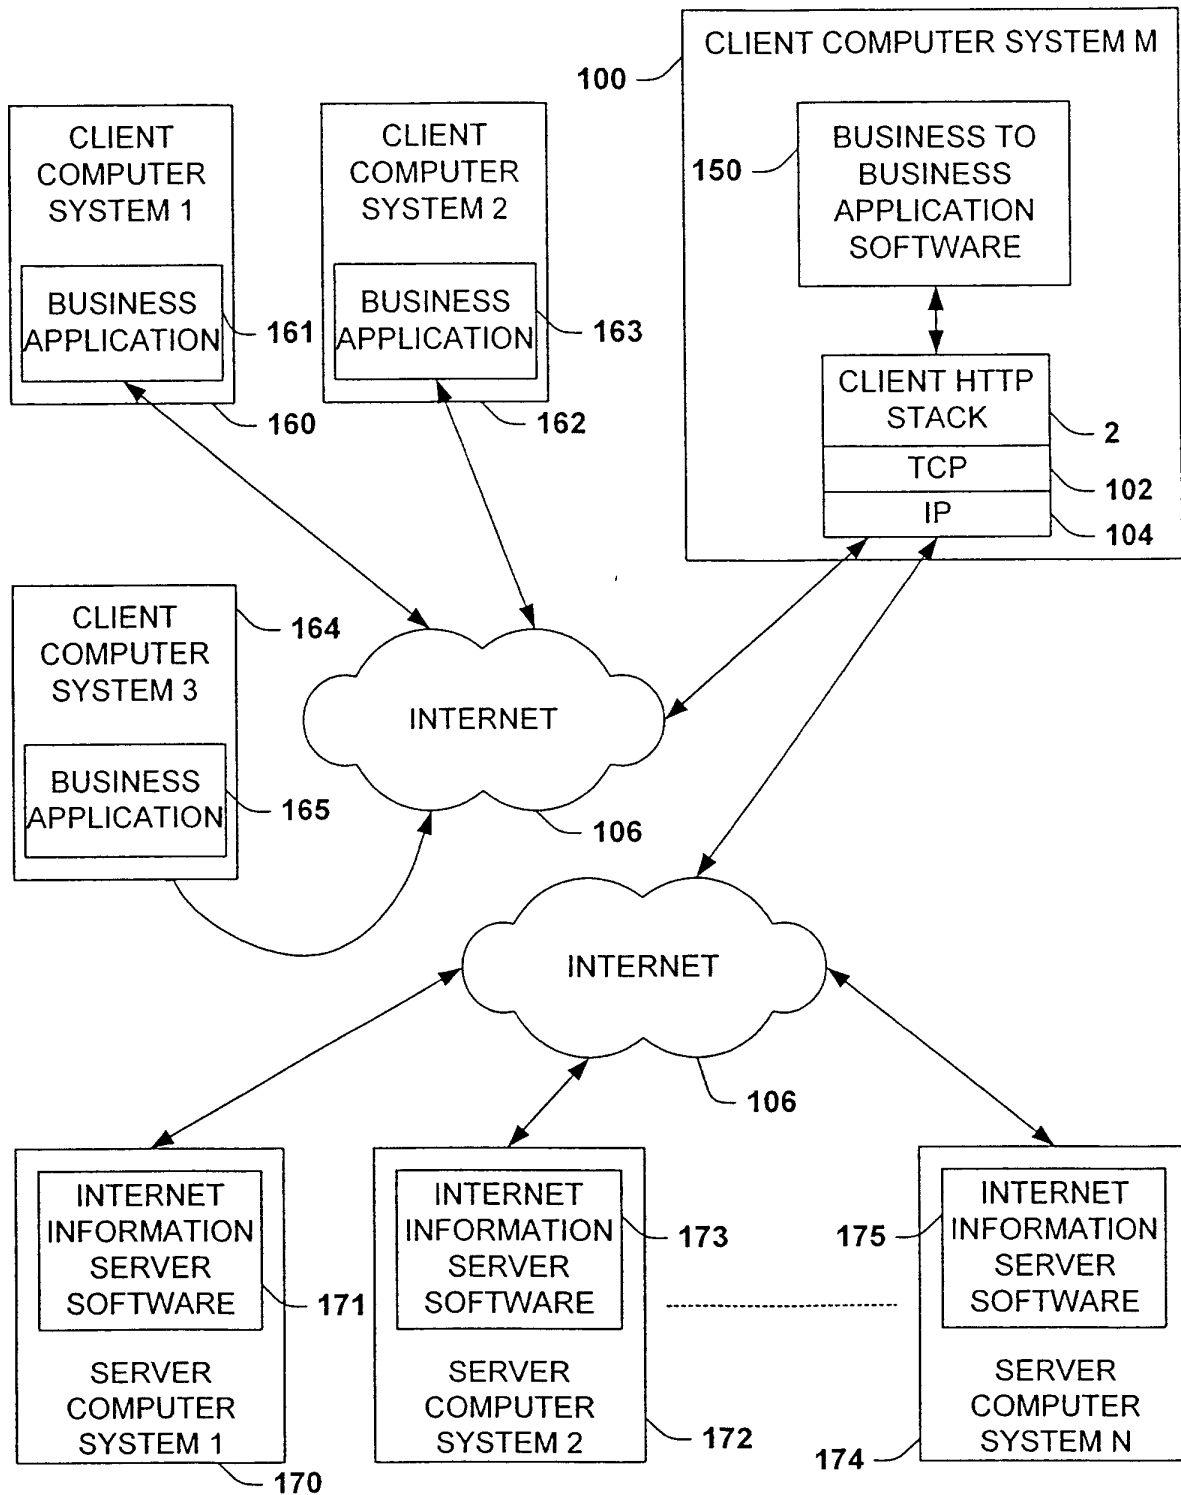 CLIENT COMPUTER SYSTEM M
100
BUSINESS TO
BUSINESS
APPLICATION
SOFTWARE
150
CLIENT HTTP
STACK
2
TCP
102
IP
104
CLIENT
COMPUTER
SYSTEM 1
BUSINESS
APPLICATION
161
160
CLIENT
COMPUTER
SYSTEM 2
BUSINESS
APPLICATION
163
162
CLIENT
COMPUTER
SYSTEM 3
164
BUSINESS
APPLICATION
165
INTERNET
106
INTERNET
106
INTERNET
INFORMATION
SERVER
SOFTWARE
171
SERVER
COMPUTER
SYSTEM 1
170
INTERNET
INFORMATION
SERVER
SOFTWARE
173
SERVER
COMPUTER
SYSTEM 2
172
INTERNET
INFORMATION
SERVER
SOFTWARE
175
SERVER
COMPUTER
SYSTEM N
174